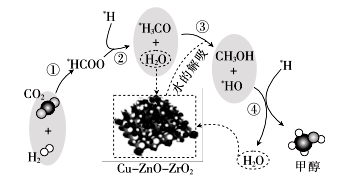 *H
③
*H₃CO
+
H₂O
②
*HCOO
①
CO₂
+
H₂
水的解吸
CH₃OH
+
*HO
*H
④
H₂O
甲醇
Cu-ZnO-ZrO₂